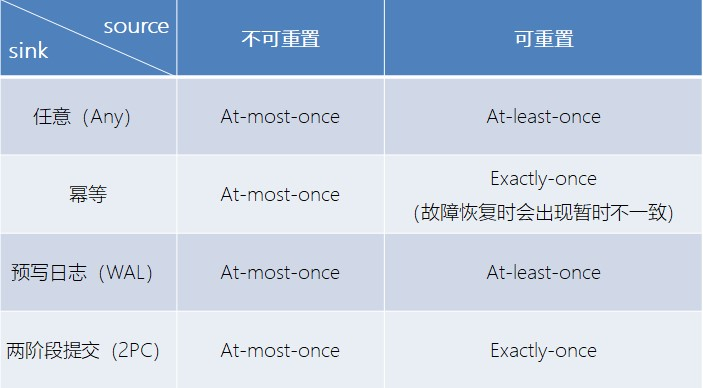 source
sink
不可重置
可重置
任意（Any）
At-most-once
At-least-once
幂等
At-most-once
Exactly-once
（故障恢复时会出现暂时不一致）
预写日志（WAL）
At-most-once
At-least-once
两阶段提交（2PC）
At-most-once
Exactly-once